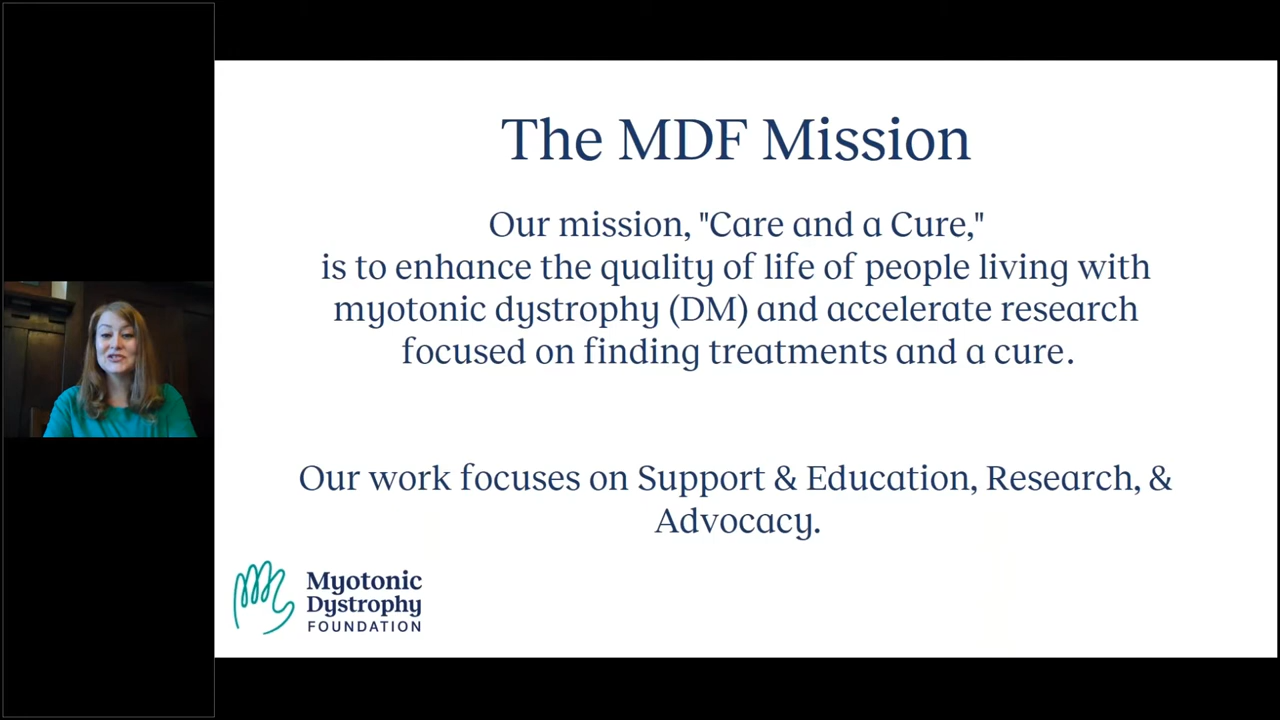 The MDF Mission
Our mission, "Care and a Cure,"
is to enhance the quality of life of people living with
myotonic dystrophy (DM) and accelerate research
focused on finding treatments and a cure.
Our work focuses on Support & Education, Research, &
Advocacy.
Myotonic
Dystrophy
FOUNDATION